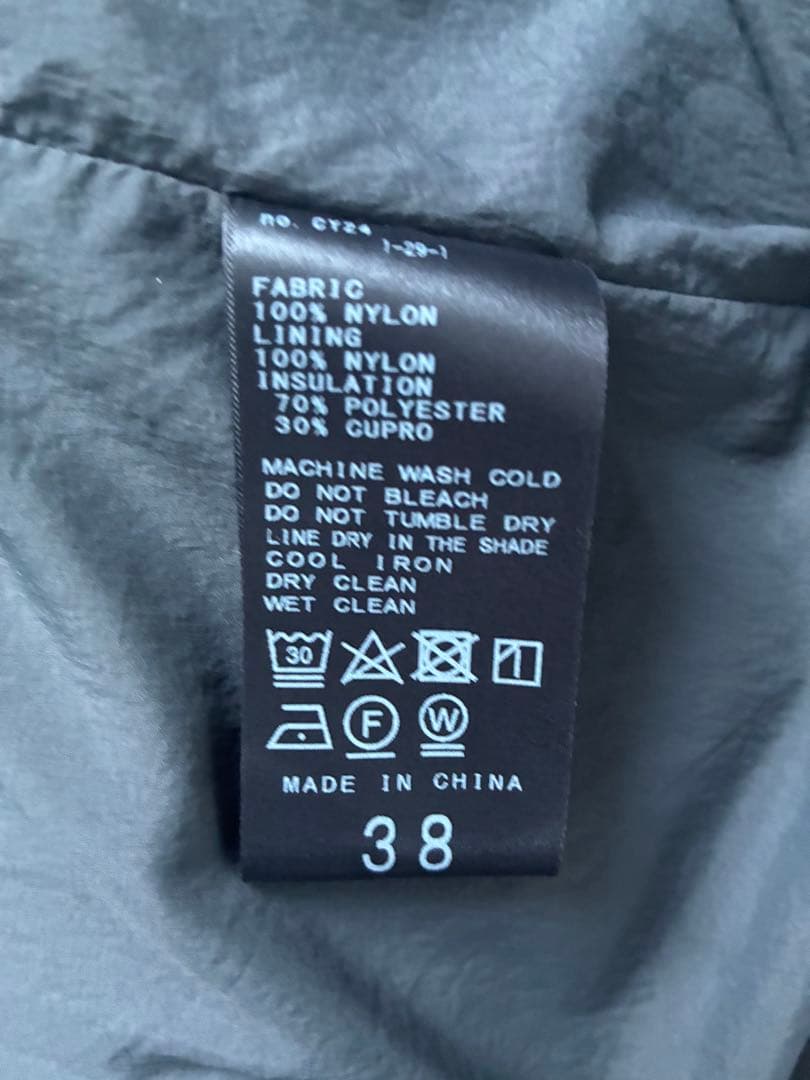 no. CT24
1-29-1
FABRIC
100% NYLON
LINING
100% NYLON
INSULATION
70% POLYESTER
30% CUPRO
MACHINE WASH COLD
DO NOT BLEACH
DO NOT TUMBLE DRY
LINE DRY IN THE SHADE
COOL IRON
DRY CLEAN
WET CLEAN
30
F W
MADE IN CHINA
38